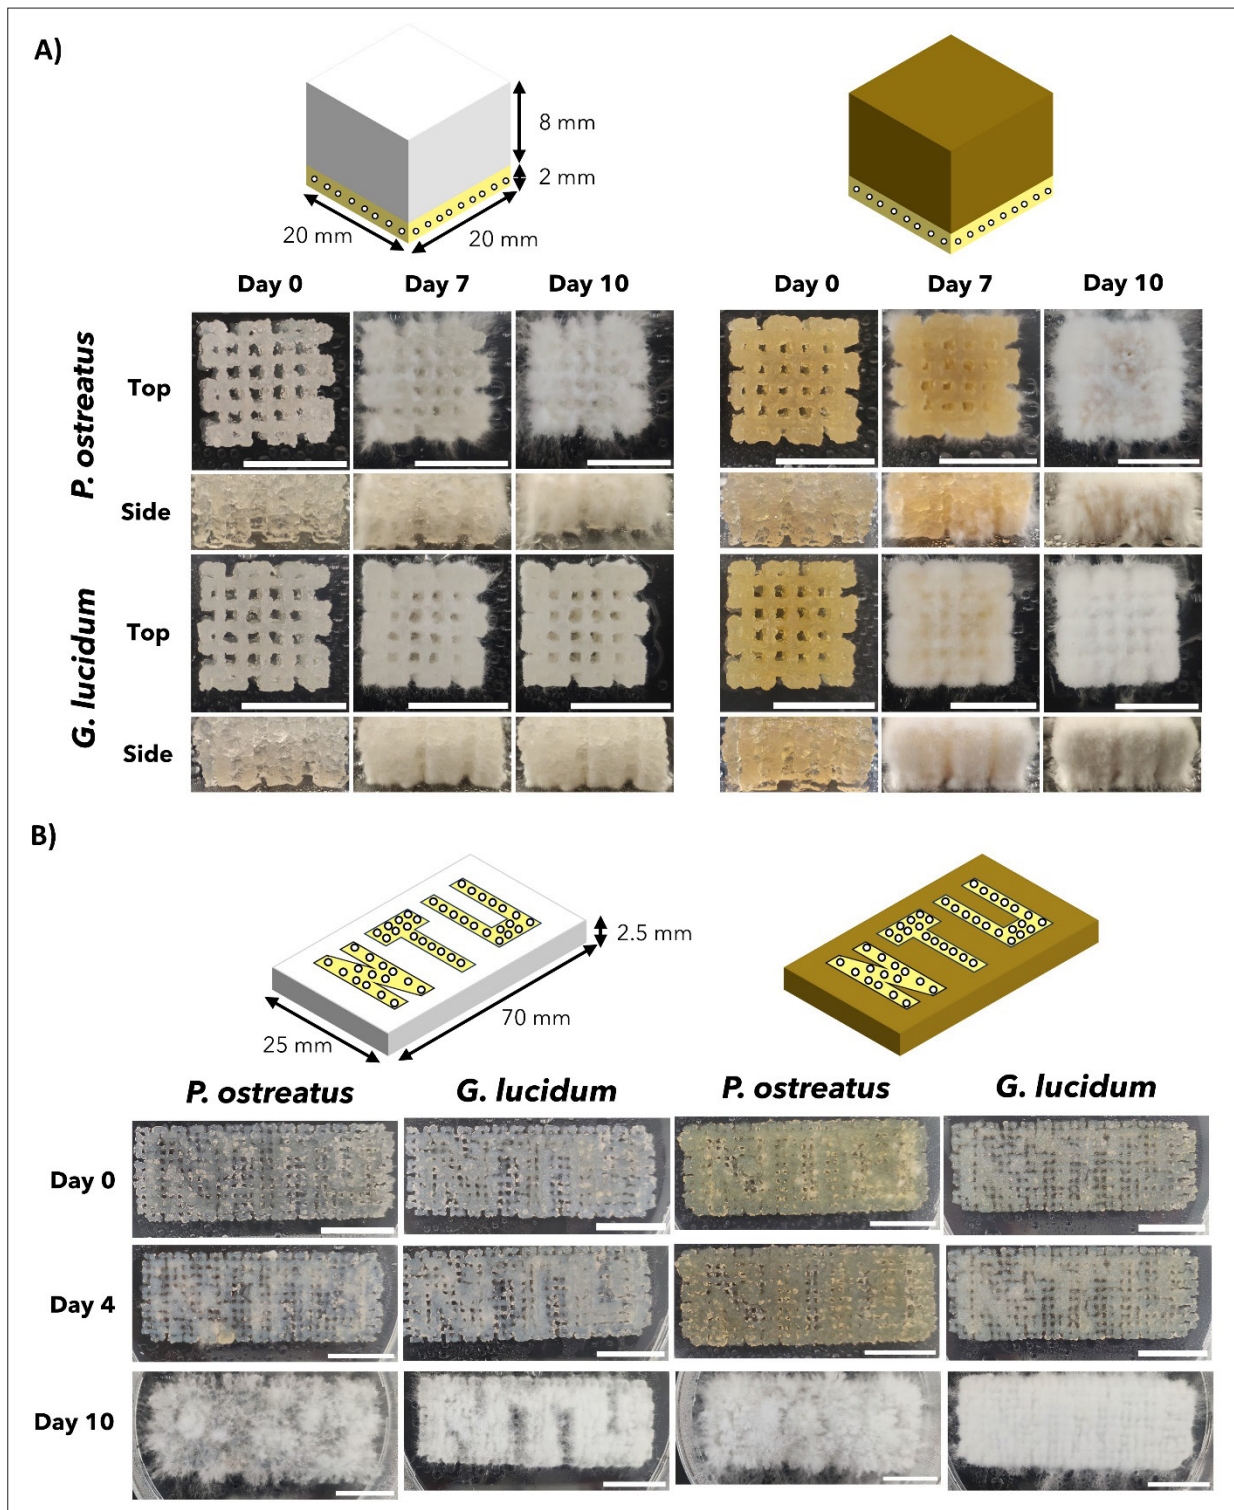 A)
8 mm
2 mm
20 mm
20 mm
Day 0 Day 7 Day 10 Day 0 Day 7 Day 10
P. ostreatus
Top
Side
G. lucidum
Top
Side
B)
NTU
NTU
2.5 mm
70 mm
25 mm
P. ostreatus G. lucidum P. ostreatus G. lucidum
Day 0
Day 4
Day 10